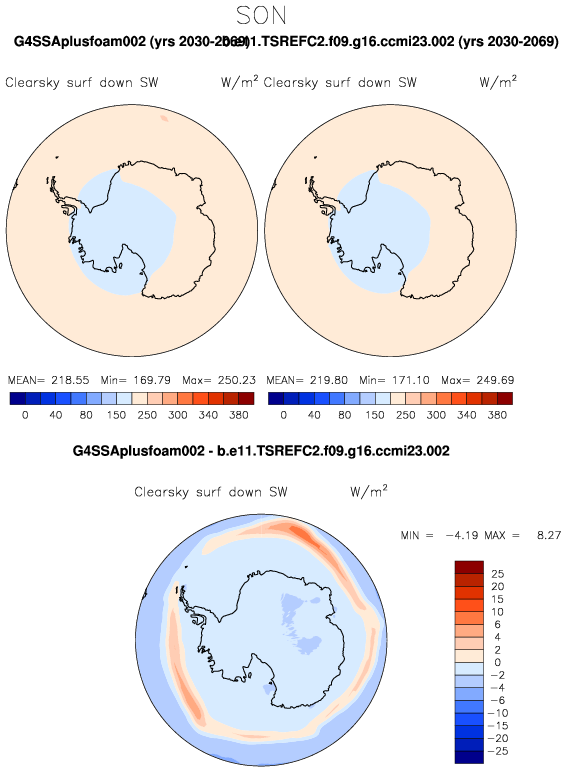 SON
G4SSAplusfoam002 (yrs 2030-2069) b.e11.TSREFC2.f09.g16.ccmi23.002 (yrs 2030-2069)
Clearsky surf down SW W/m² Clearsky surf down SW W/m²
MEAN= 218.55 Min= 169.79 Max= 250.23 MEAN= 219.80 Min= 171.10 Max= 249.69
0 40 80 150 250 300 340 380 0 40 80 150 250 300 340 380
G4SSAplusfoam002 - b.e11.TSREFC2.f09.g16.ccmi23.002
Clearsky surf down SW W/m²
MIN = -4.19 MAX = 8.27
25
20
15
10
6
4
2
0
-2
-4
-6
-10
-15
-20
-25